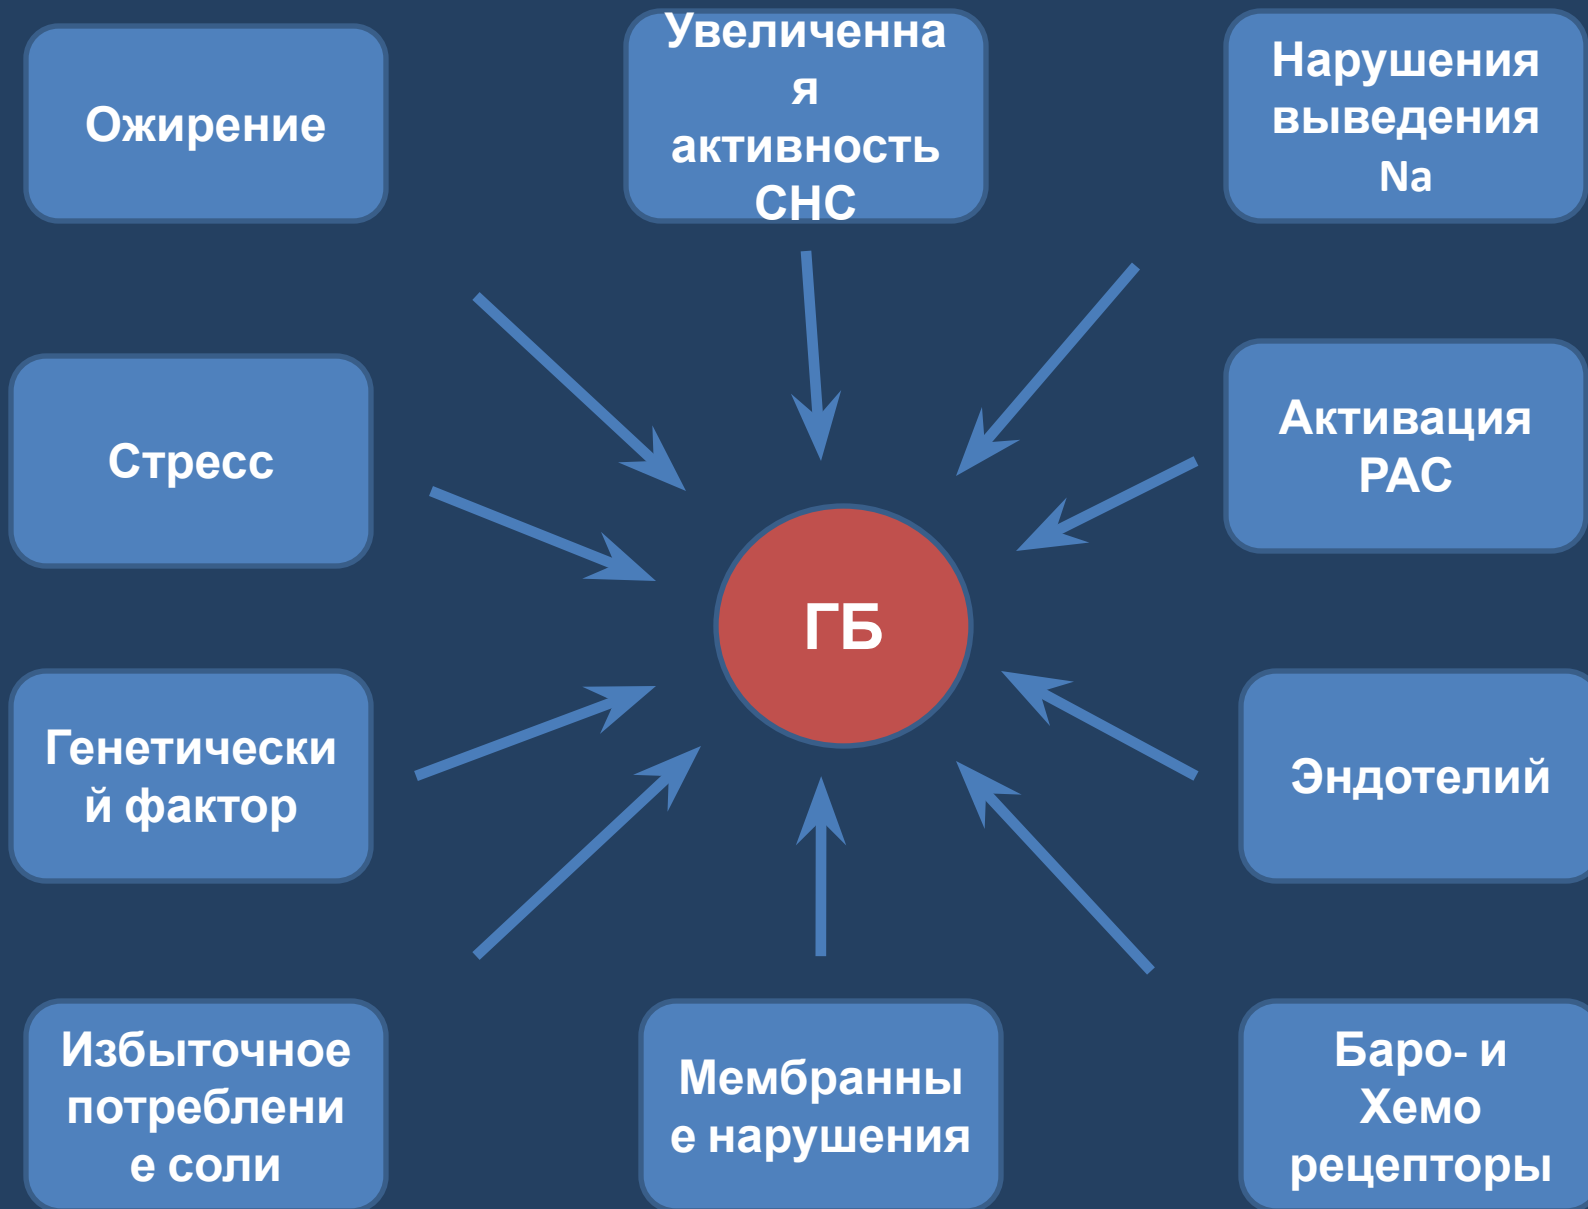 Ожирение
Увеличенна
я
активность
СНС
Нарушения
выведения
Na
Стресс
Активация
РАС
ГБ
Генетически
й фактор
Эндотелий
Избыточное
потреблени
е соли
Мембранны
е нарушения
Баро- и
Хемо
рецепторы